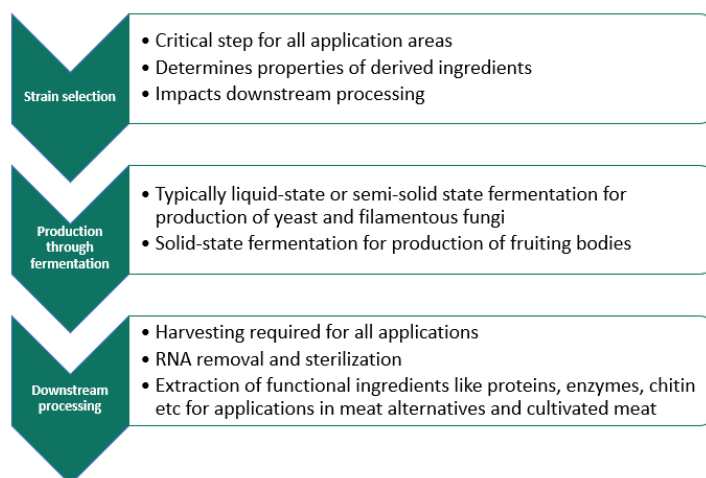 Strain selection
• Critical step for all application areas
• Determines properties of derived ingredients
• Impacts downstream processing
Production
through
fermentation
• Typically liquid-state or semi-solid state fermentation for
production of yeast and filamentous fungi
• Solid-state fermentation for production of fruiting bodies
Downstream
processing
• Harvesting required for all applications
• RNA removal and sterilization
• Extraction of functional ingredients like proteins, enzymes, chitin
etc for applications in meat alternatives and cultivated meat